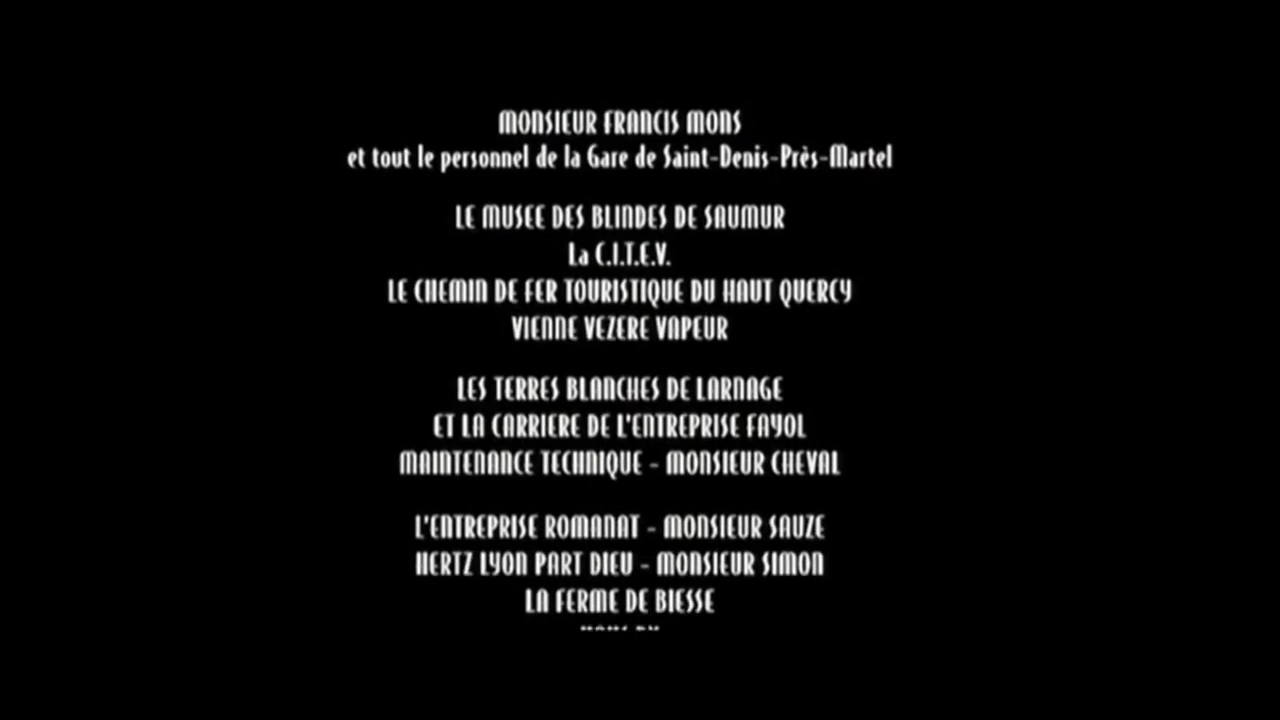 MONSIEUR FRANCIS MONS
et tout le personnel de la Gare de Saint-Denis-Près-Martel
LE MUSEE DES BLINDES DE SAUMUR
La C.I.T.E.V.
LE CHEMIN DE FER TOURISTIQUE DU HAUT QUERCY
VIENNE VEZERE VAPEUR
LES TERRES BLANCHES DE LARNAGE
ET LA CARRIERE DE L'ENTREPRISE FAYOL
MAINTENANCE TECHNIQUE - MONSIEUR CHEVAL
L'ENTREPRISE ROMANAT - MONSIEUR SAUZE
HERTZ LYON PART DIEU - MONSIEUR SIMON
LA FERME DE BIESSE